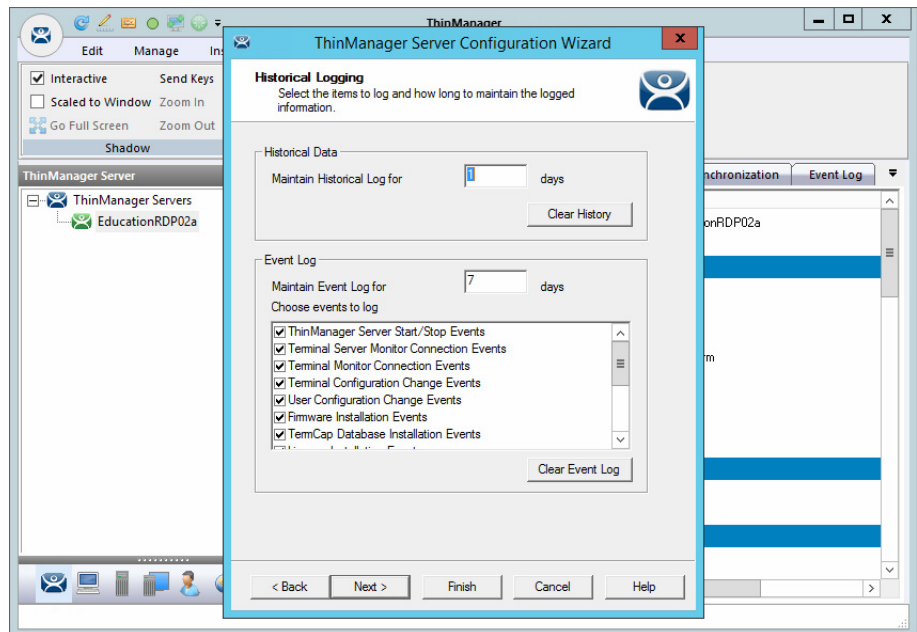 ThinManager
Edit Manage In
Interactive Send Keys
Scaled to Window Zoom In
Go Full Screen Zoom Out
Shadow
ThinManager Server
ThinManager Servers
EducationRDP02a
ThinManager Server Configuration Wizard
Historical Logging
Select the items to log and how long to maintain the logged
information.
Historical Data
Maintain Historical Log for 1 days
Clear History
Event Log
Maintain Event Log for 7 days
Choose events to log
ThinManager Server Start/Stop Events
Terminal Server Monitor Connection Events
Terminal Monitor Connection Events
Terminal Configuration Change Events
User Configuration Change Events
Firmware Installation Events
TermCap Database Installation Events
Clear Event Log
< Back Next > Finish Cancel Help
nchronization Event Log
onRDP02a
rm